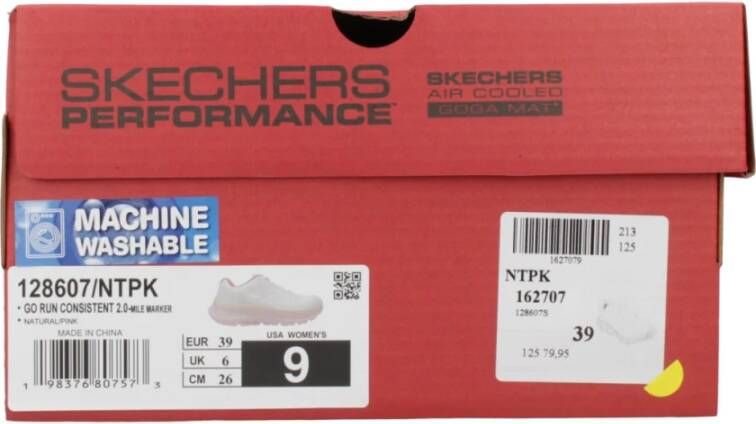 SKECHERS
PERFORMANCE™
SKECHERS
AIR COOLED
GOGA MAT
MACHINE
WASHABLE
128607/NTPK
• GO RUN CONSISTENT 2.0-MILE MARKER
* NATURAL/PINK
MADE IN CHINA
1 98376 80757 3
EUR 39
UK 6
CM 26
USA WOMEN'S
9
213
125
1627079
NTPK
162707
128607S
39
125 79,95